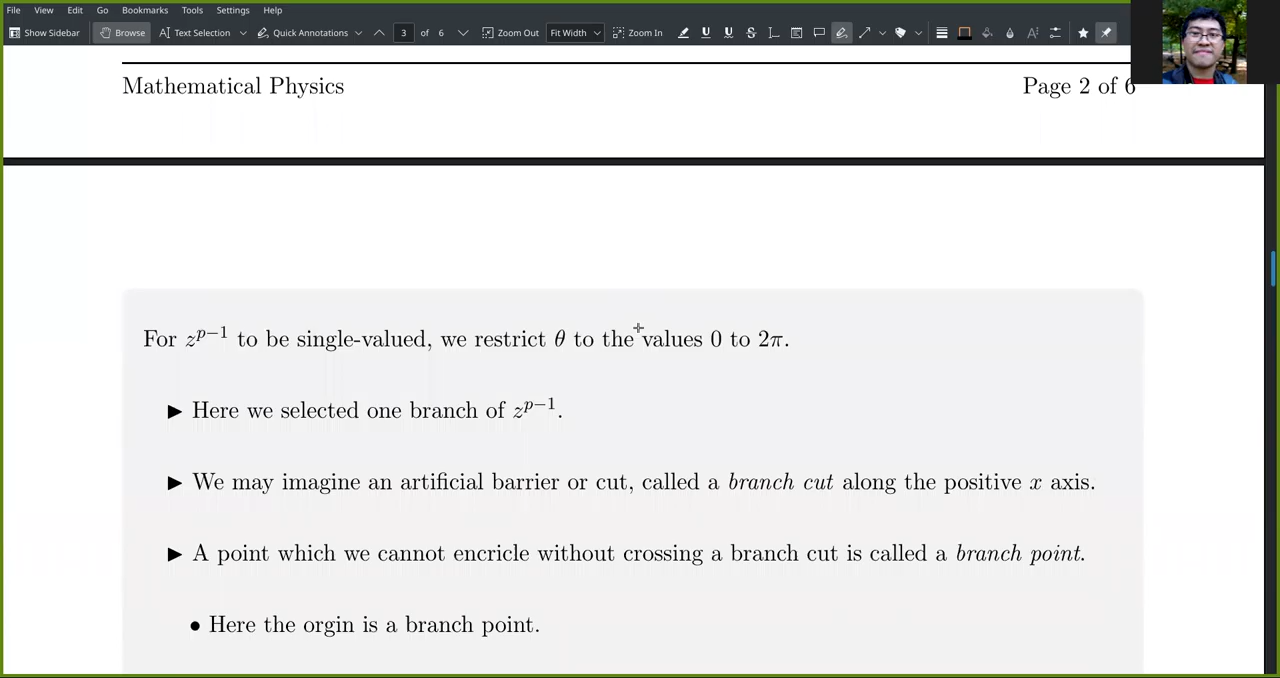 File View Edit Go Bookmarks Tools Settings Help
Show Sidebar Browse Text Selection Quick Annotations 3 of 6 Zoom Out Fit Width Zoom In
Mathematical Physics Page 2 of 6
For z^{p−1} to be single-valued, we restrict θ to the values 0 to 2π.
▶ Here we selected one branch of z^{p−1}.
▶ We may imagine an artificial barrier or cut, called a branch cut along the positive x axis.
▶ A point which we cannot encricle without crossing a branch cut is called a branch point.
• Here the orgin is a branch point.